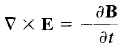 ∇ × E = − ∂B/∂t